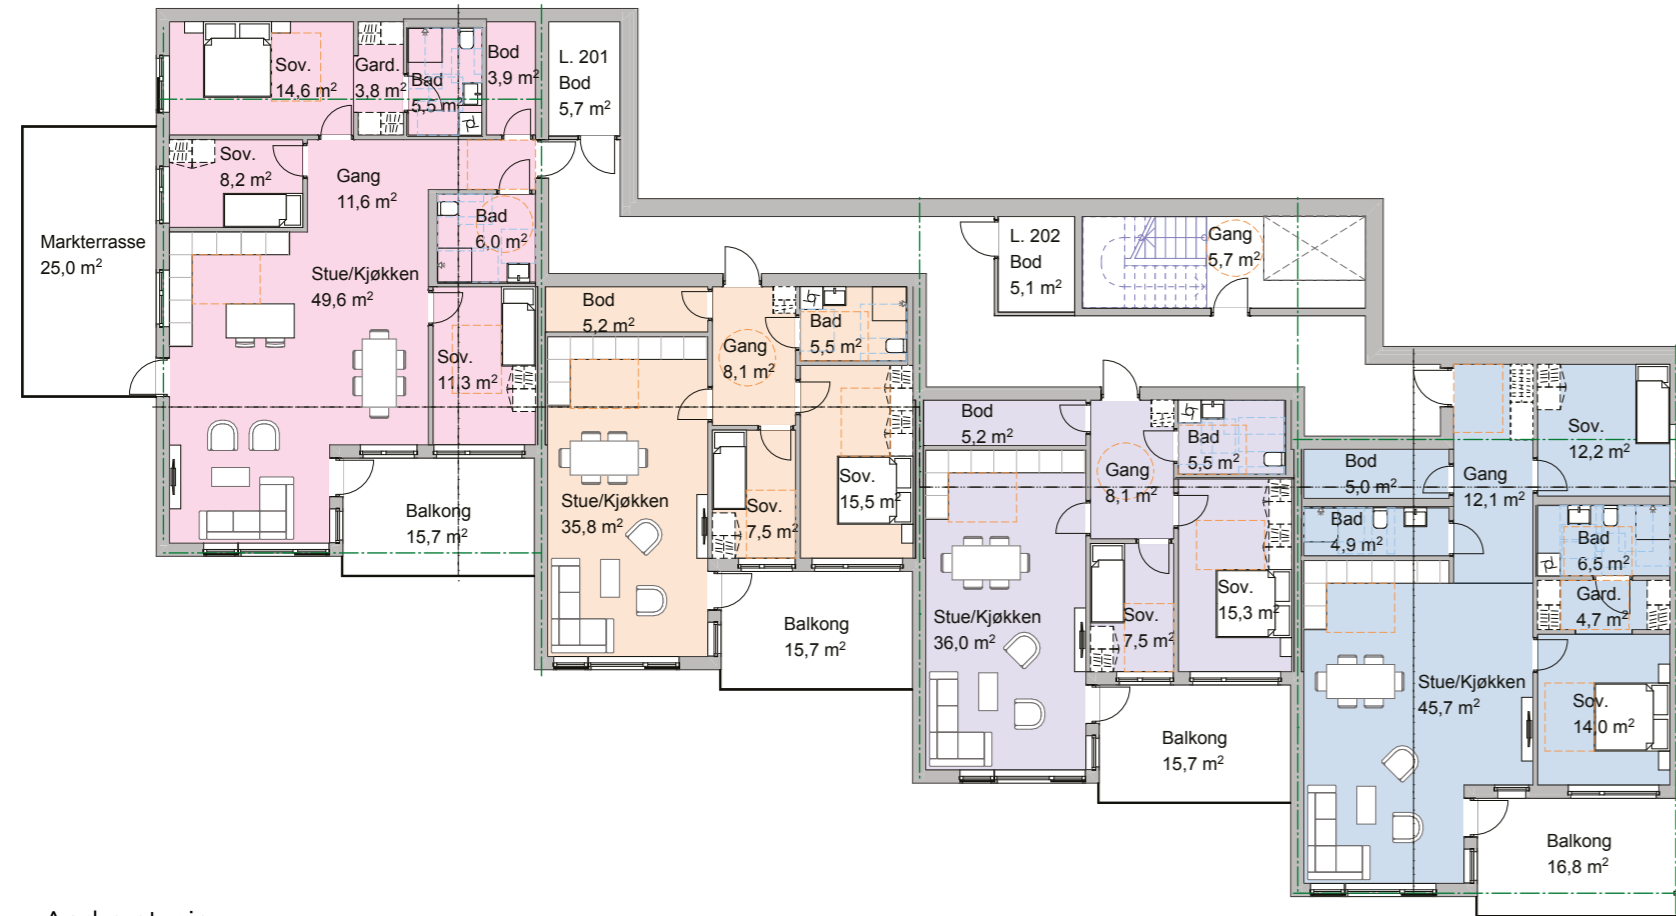 Sov.
14,6 m²
Gard.
3,8 m²
Bad
5,5 m²
Bod
3,9 m²
L. 201
Bod
5,7 m²
Sov.
8,2 m²
Gang
11,6 m²
Bad
6,0 m²
Markterrasse
25,0 m²
Stue/Kjøkken
49,6 m²
Sov.
11,3 m²
Balkong
15,7 m²
Bod
5,2 m²
Gang
8,1 m²
Bad
5,5 m²
Stue/Kjøkken
35,8 m²
Sov.
7,5 m²
Sov.
15,5 m²
Balkong
15,7 m²
L. 202
Bod
5,1 m²
Gang
5,7 m²
Bod
5,2 m²
Gang
8,1 m²
Bad
5,5 m²
Stue/Kjøkken
36,0 m²
Sov.
7,5 m²
Sov.
15,3 m²
Balkong
15,7 m²
Bod
5,0 m²
Gang
12,1 m²
Sov.
12,2 m²
Bad
4,9 m²
Bad
6,5 m²
Gard.
4,7 m²
Stue/Kjøkken
45,7 m²
Sov.
14,0 m²
Balkong
16,8 m²